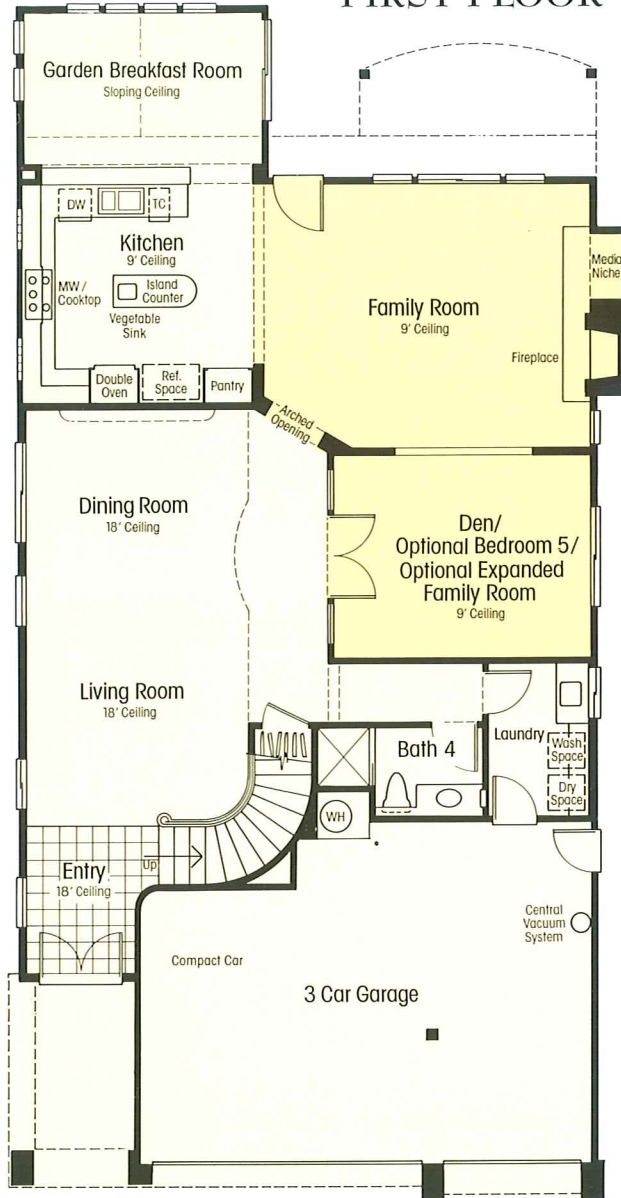 FIRST FLOOR
Garden Breakfast Room
Sloping Ceiling
DW
TC
Kitchen
9' Ceiling
MW/
Cooktop
Island
Counter
Vegetable
Sink
Double
Oven
Ref.
Space
Pantry
Family Room
9' Ceiling
Media
Niche
Fireplace
Arched
Opening
Dining Room
18' Ceiling
Den/
Optional Bedroom 5/
Optional Expanded
Family Room
9' Ceiling
Living Room
18' Ceiling
Bath 4
Laundry
Wash
Space
Dry
Space
WH
Up
Entry
18' Ceiling
Central
Vacuum
System
Compact Car
3 Car Garage